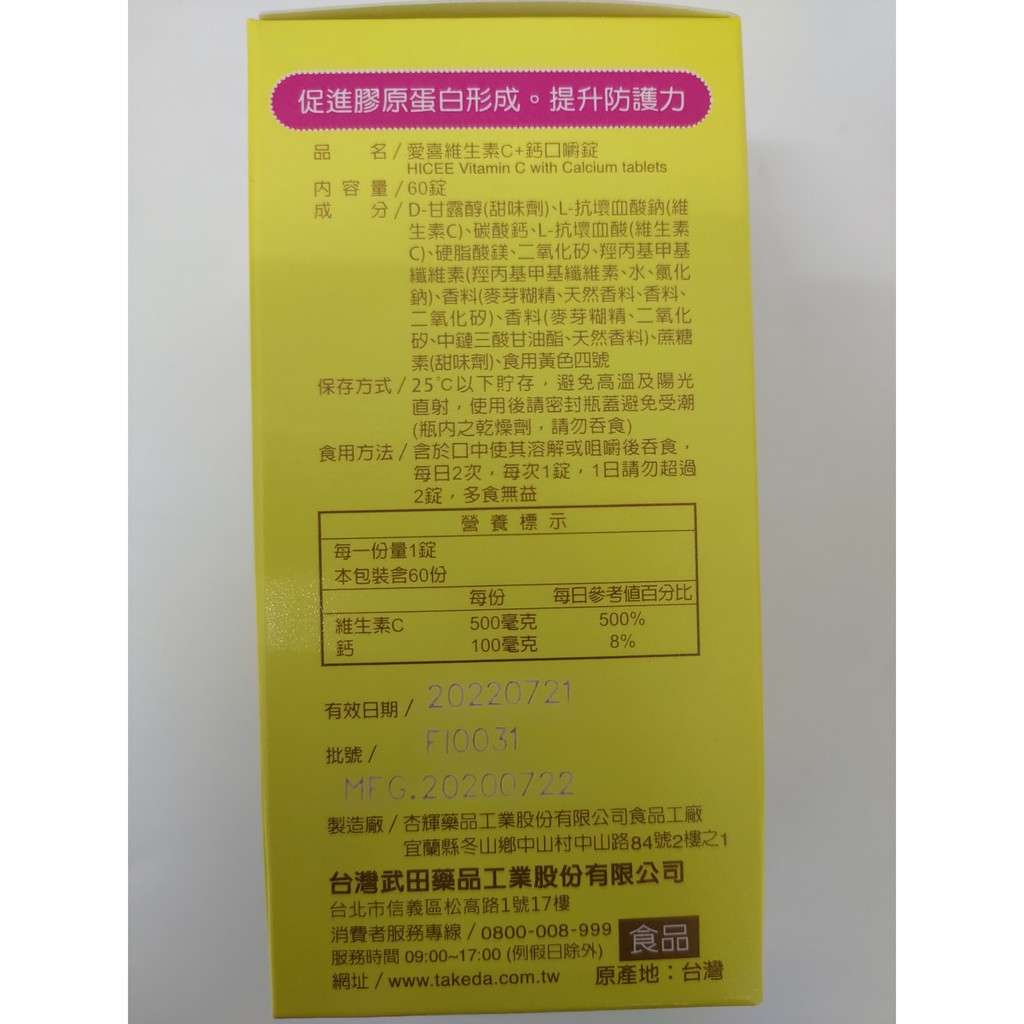 促進膠原蛋白形成。提升防護力
品名/愛喜維生素C+鈣口嚼錠
HICEE Vitamin C with Calcium tablets
內容量/60錠
成分/D-甘露醇(甜味劑)、L-抗壞血酸鈉(維
生素C)、碳酸鈣、L-抗壞血酸(維生素
C)、硬脂酸鎂、二氧化矽、羥丙基甲基
纖維素(羥丙基甲基纖維素、水、氯化
鈉)、香料(麥芽糊精、天然香料、香料、
二氧化矽)、香料(麥芽糊精、二氧化
矽、中鏈三酸甘油酯、天然香料)、蔗糖
素(甜味劑)、食用黃色四號
保存方式/25℃以下貯存，避免高溫及陽光
直射，使用後請密封瓶蓋避免受潮
(瓶內之乾燥劑，請勿吞食)
食用方法/含於口中使其溶解或咀嚼後吞食，
每日2次，每次1錠，1日請勿超過
2錠，多食無益
營養標示
每一份量1錠
本包裝含60份
每份 每日參考值百分比
維生素C 500毫克 500%
鈣 100毫克 8%
有效日期/20220721
批號/F10031
MFG.20200722
製造廠/杏輝藥品工業股份有限公司食品工廠
宜蘭縣冬山鄉中山村中山路84號2樓之1
台灣武田藥品工業股份有限公司
台北市信義區松高路1號17樓
消費者服務專線/0800-008-999
服務時間 09:00~17:00 (例假日除外)
食品
網址/www.takeda.com.tw
原產地：台灣